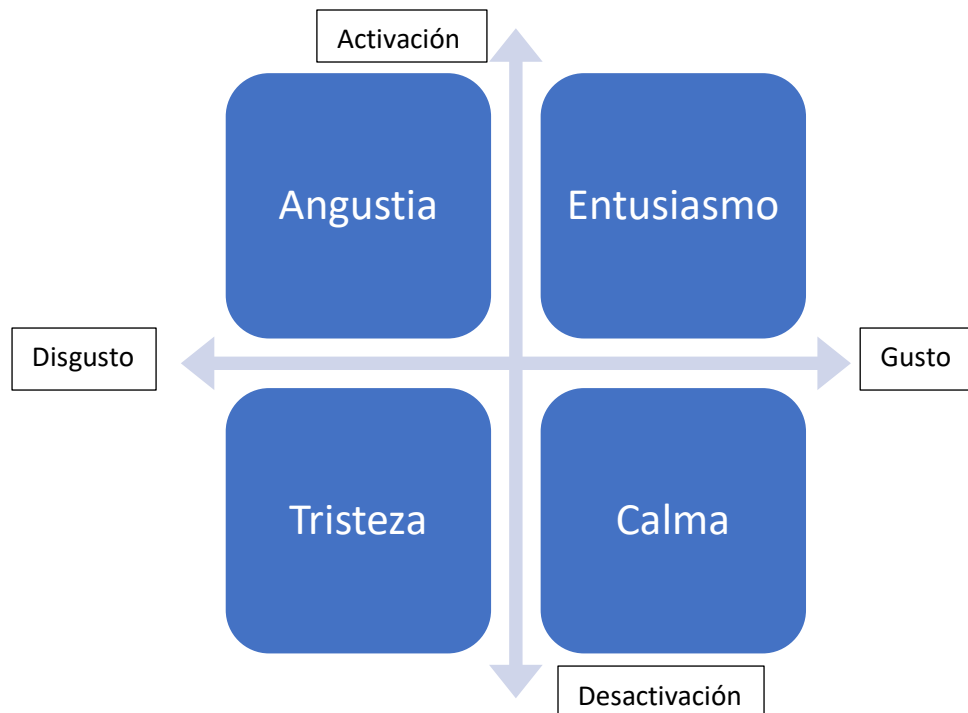 Activación
Angustia
Entusiasmo
Disgusto
Gusto
Tristeza
Calma
Desactivación